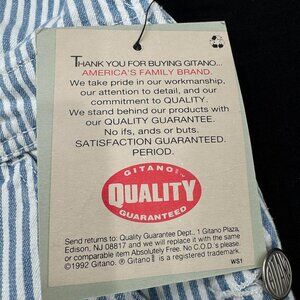 THANK YOU FOR BUYING GITANO...
AMERICA'S FAMILY BRAND.
We take pride in our workmanship,
our attention to detail, and our
commitment to QUALITY.
We stand behind our products with
our QUALITY GUARANTEE.
No ifs, ands or buts.
SATISFACTION GUARANTEED.
PERIOD.
GITANO
QUALITY
GUARANTEED
Send returns to: Quality Guarantee Dept., 1 Gitano Plaza,
Edison, NJ 08817 and we will replace it with the same
or comparable item absolutely free. No C.O.D.'s please
©1992 Gitano. ® Gitano is a registered trademark.
WS1